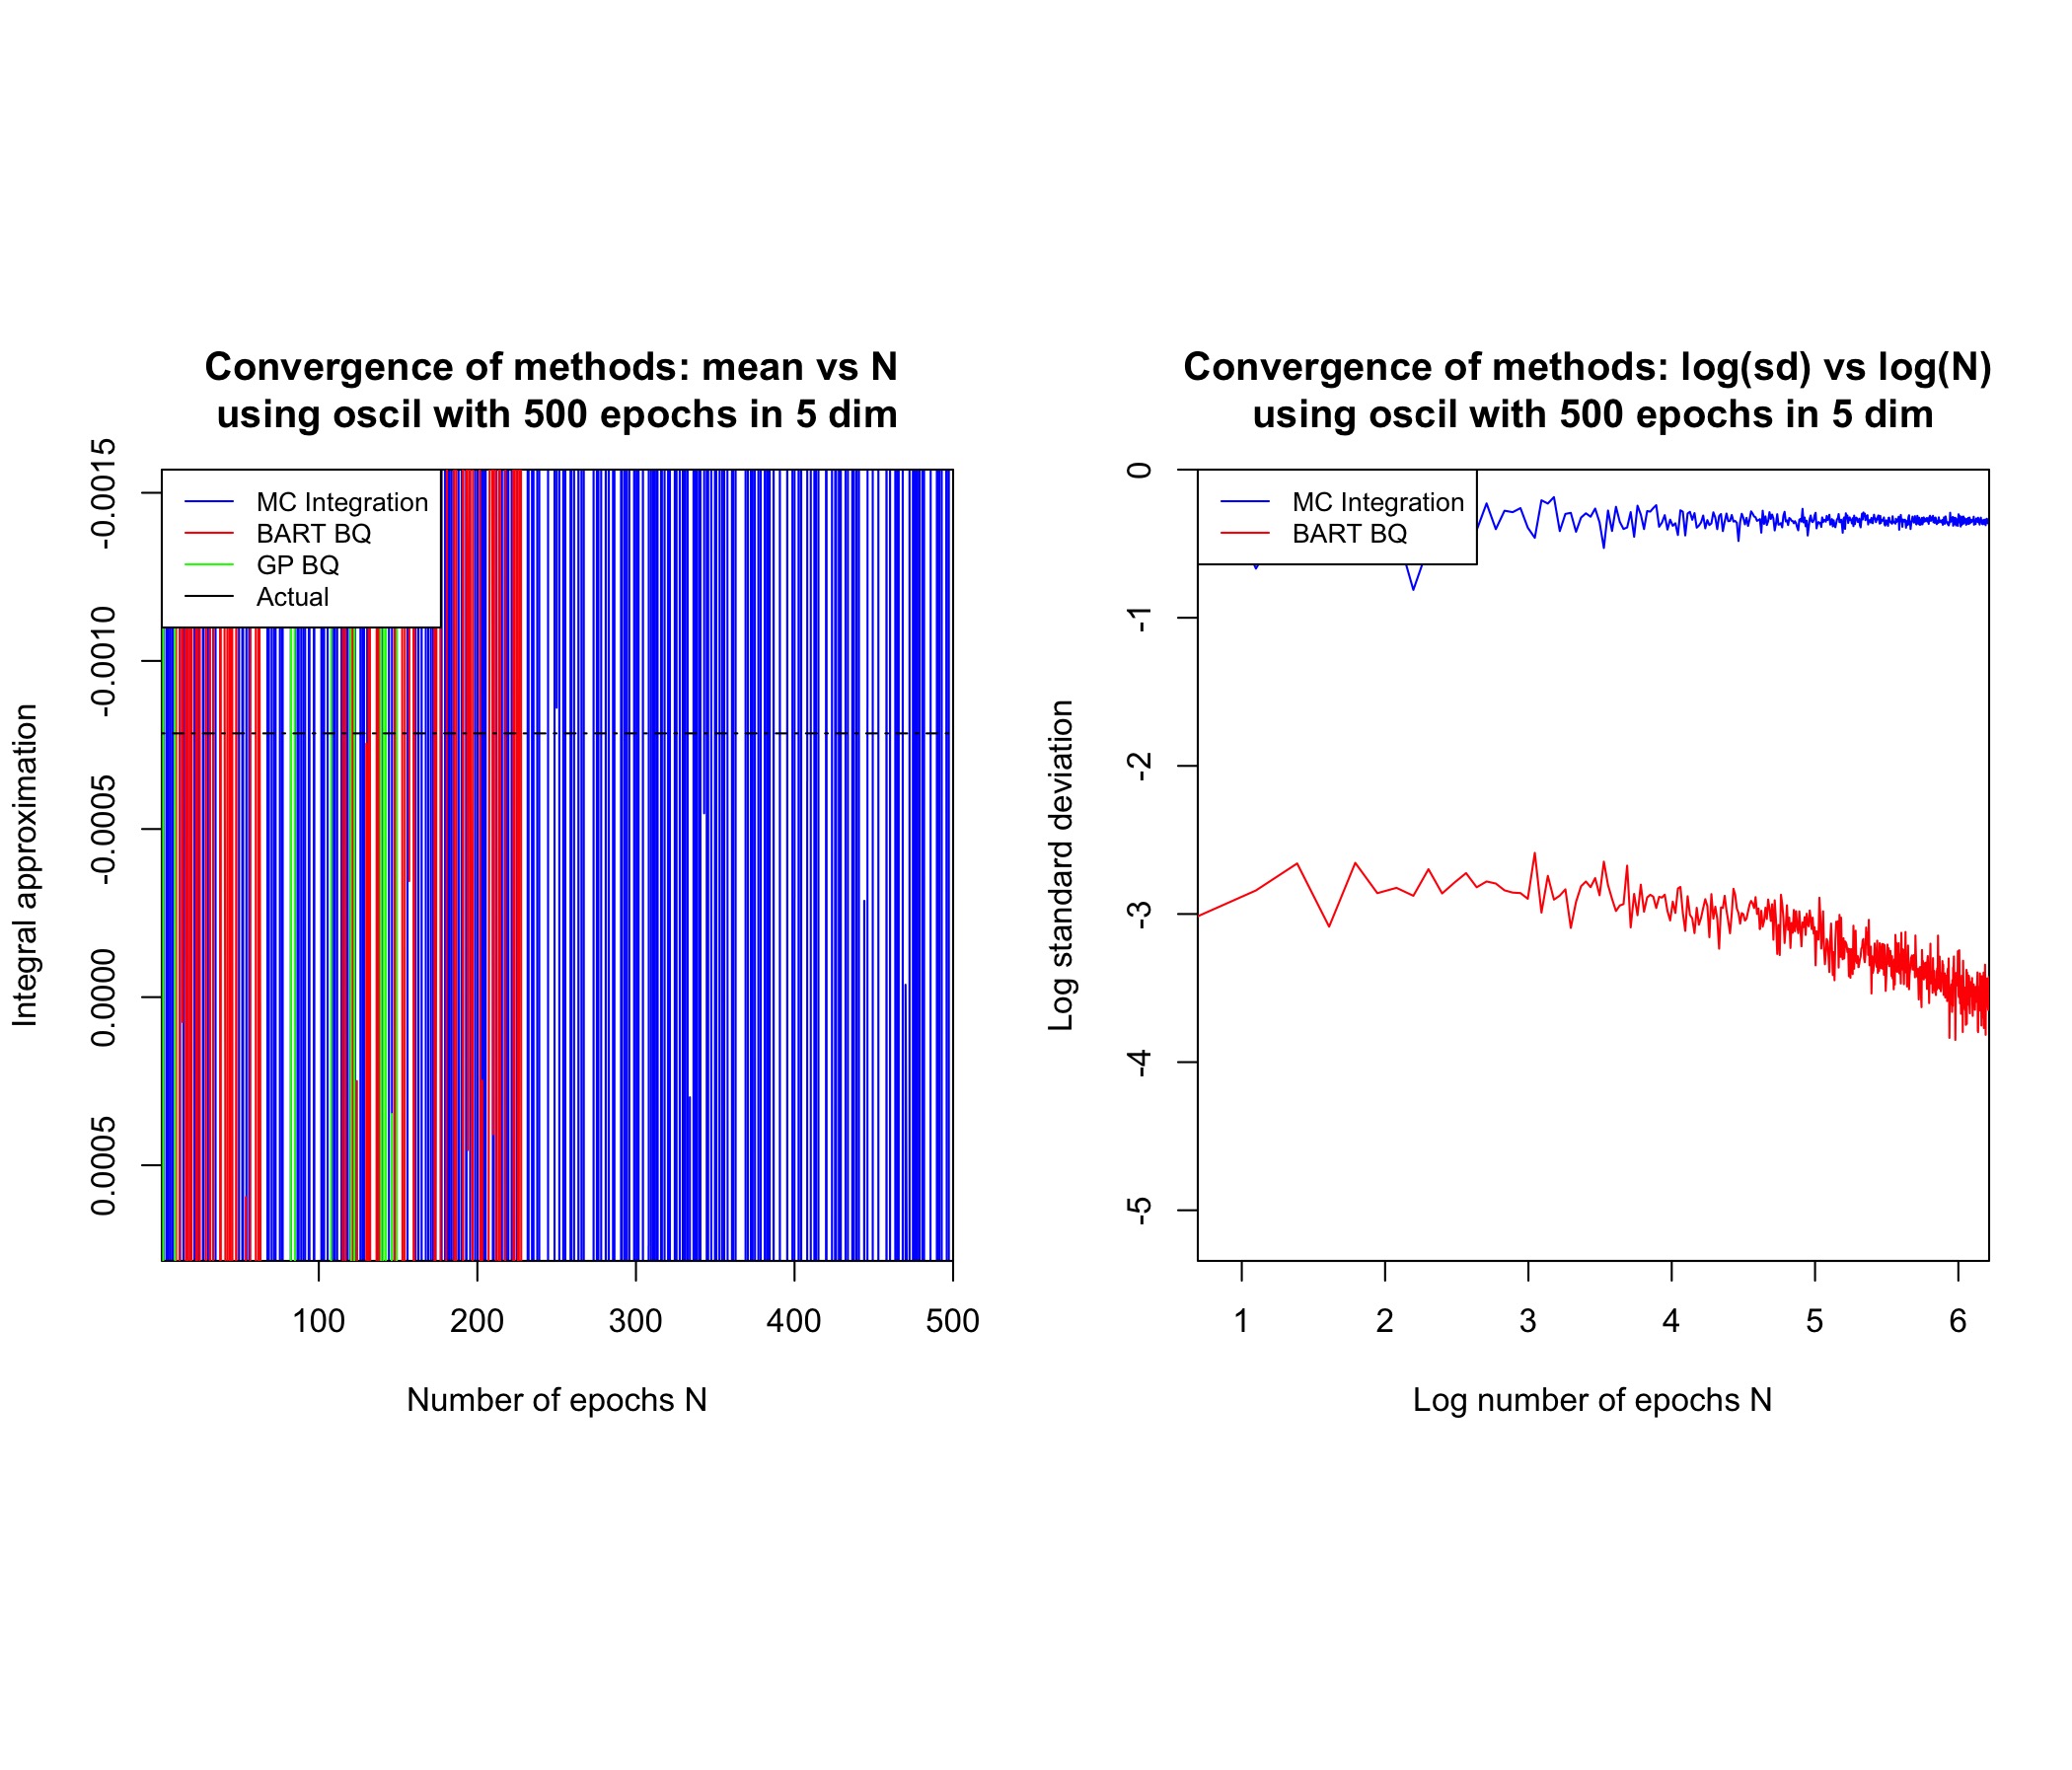 Convergence of methods: mean vs N
using oscil with 500 epochs in 5 dim
MC Integration
BART BQ
GP BQ
Actual
-0.0015
-0.0010
-0.0005
0.0000
0.0005
Integral approximation
100 200 300 400 500
Number of epochs N
Convergence of methods: log(sd) vs log(N)
using oscil with 500 epochs in 5 dim
MC Integration
BART BQ
0
-1
-2
-3
-4
-5
Log standard deviation
1 2 3 4 5 6
Log number of epochs N